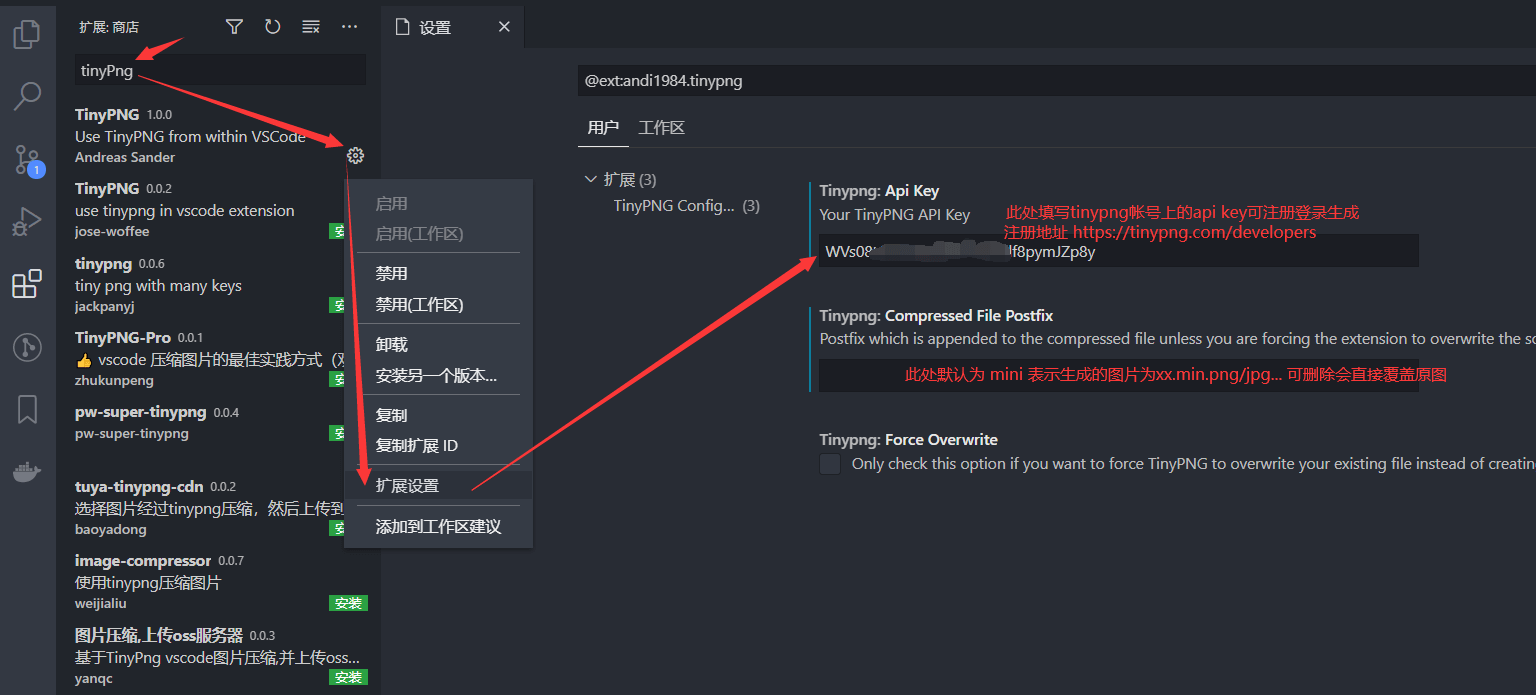 扩展: 商店
tinyPng
TinyPNG 1.0.0
Use TinyPNG from within VSCode
Andreas Sander
TinyPNG 0.0.2
use tinypng in vscode extension
jose-woffee
安
tinypng 0.0.6
tiny png with many keys
jackpanyj
安
TinyPNG-Pro 0.0.1
👍 vscode 压缩图片的最佳实践方式（
zhukunpeng
安
pw-super-tinypng 0.0.4
pw-super-tinypng
安
tuya-tinypng-cdn 0.0.2
选择图片经过tinypng压缩，然后上传到
baoyadong
安
image-compressor 0.0.7
使用tinypng压缩图片
weijialiu
安装
图片压缩,上传oss服务器 0.0.3
基于TinyPng vscode图片压缩,并上传oss...
yanqc
安装
1
启用
启用(工作区)
禁用
禁用(工作区)
卸载
安装另一个版本...
复制
复制扩展 ID
扩展设置
添加到工作区建议
设置
@ext:andi1984.tinypng
用户 工作区
扩展 (3)
TinyPNG Config... (3)
Tinypng: Api Key
Your TinyPNG API Key
此处填写tinypng帐号上的api key可注册登录生成
注册地址 https://tinypng.com/developers
WVs08 lf8pymJZp8y
Tinypng: Compressed File Postfix
Postfix which is appended to the compressed file unless you are forcing the extension to overwrite the so
此处默认为 mini 表示生成的图片为xx.min.png/jpg... 可删除会直接覆盖原图
Tinypng: Force Overwrite
Only check this option if you want to force TinyPNG to overwrite your existing file instead of creatin